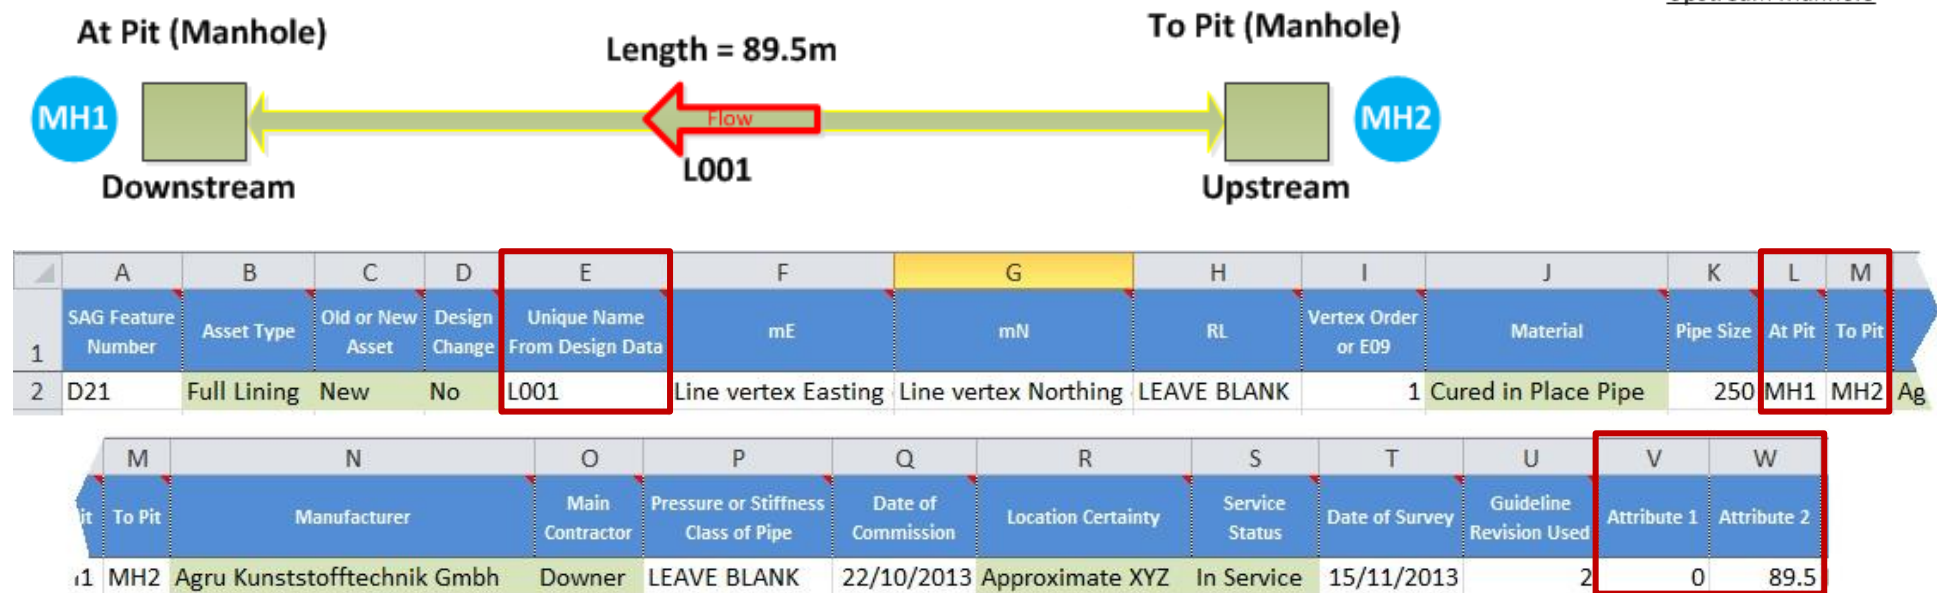 At Pit (Manhole)
Length = 89.5m
To Pit (Manhole)
MH1
Flow
MH2
L001
Downstream
Upstream
A B C D E F G H I J K L M
1 SAG Feature Number Asset Type Old or New Asset Design Change Unique Name From Design Data mE mN RL Vertex Order or E09 Material Pipe Size At Pit To Pit
2 D21 Full Lining New No L001 Line vertex Easting Line vertex Northing LEAVE BLANK 1 Cured in Place Pipe 250 MH1 MH2 Ag
M N O P Q R S T U V W
it To Pit Manufacturer Main Contractor Pressure or Stiffness Class of Pipe Date of Commission Location Certainty Service Status Date of Survey Guideline Revision Used Attribute 1 Attribute 2
1 MH2 Agru Kunststofftechnik Gmbh Downer LEAVE BLANK 22/10/2013 Approximate XYZ In Service 15/11/2013 2 0 89.5